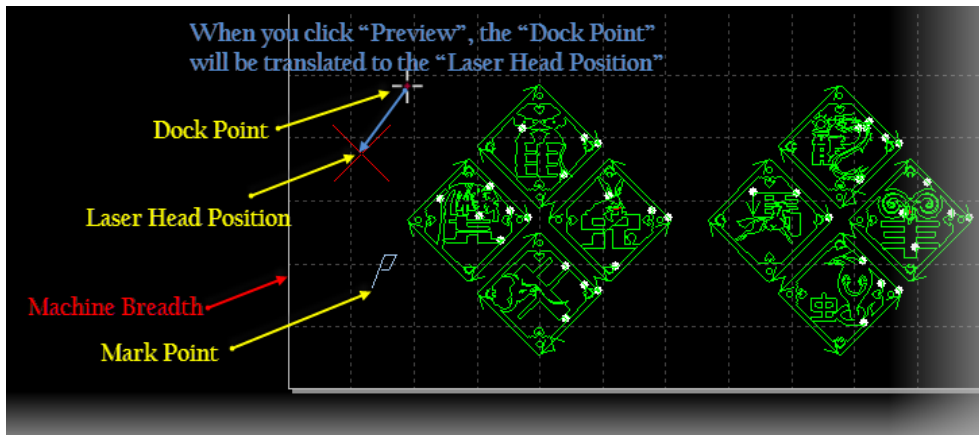 When you click “Preview”, the “Dock Point”
will be translated to the “Laser Head Position”
Dock Point
Laser Head Position
Machine Breadth
Mark Point